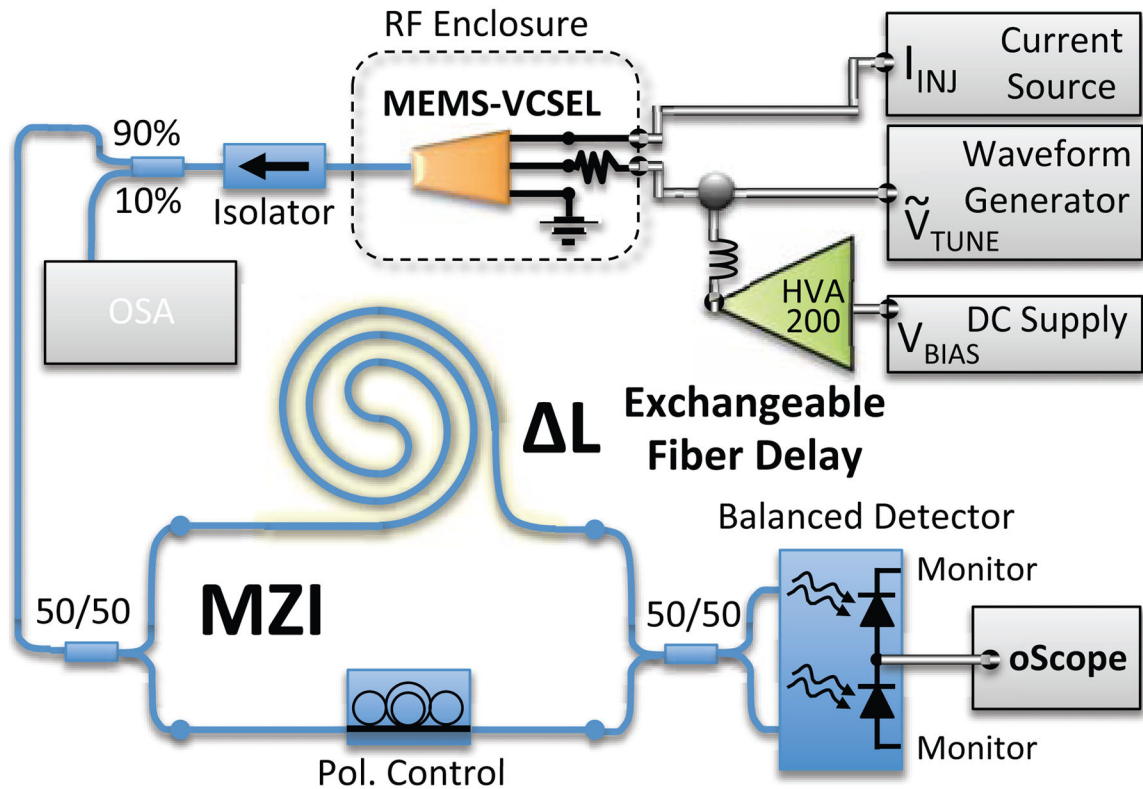 RF Enclosure
MEMS-VCSEL
Current
Source
I_INJ
Waveform
Generator
Ṽ_TUNE
HVA
200
DC Supply
V_BIAS
90%
10%
Isolator
OSA
ΔL
Exchangeable
Fiber Delay
Balanced Detector
Monitor
50/50
MZI
50/50
oScope
Pol. Control
Monitor